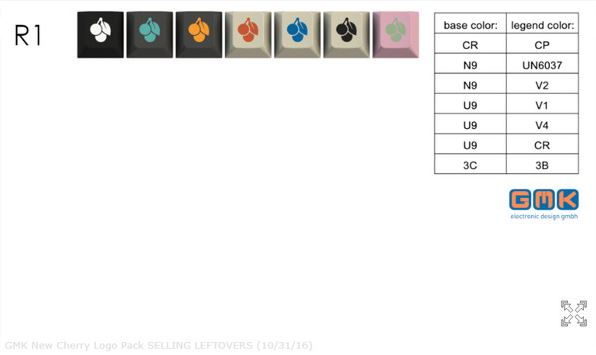 R1
base color: legend color:
CR CP
N9 UN6037
N9 V2
U9 V1
U9 V4
U9 CR
3C 3B
GMK
electronic design gmbh
GMK New Cherry Logo Pack SELLING LEFTOVERS (10/31/16)